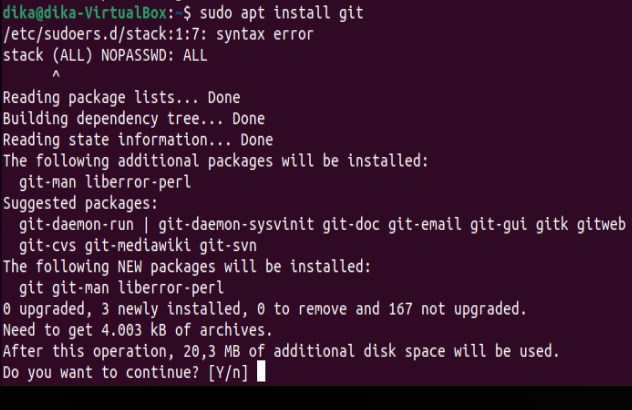 dika@dika-VirtualBox:~$ sudo apt install git
/etc/sudoers.d/stack:1:7: syntax error
stack (ALL) NOPASSWD: ALL
      ^
Reading package lists... Done
Building dependency tree... Done
Reading state information... Done
The following additional packages will be installed:
  git-man liberror-perl
Suggested packages:
  git-daemon-run | git-daemon-sysvinit git-doc git-email git-gui gitk gitweb
  git-cvs git-mediawiki git-svn
The following NEW packages will be installed:
  git git-man liberror-perl
0 upgraded, 3 newly installed, 0 to remove and 167 not upgraded.
Need to get 4.003 kB of archives.
After this operation, 20,3 MB of additional disk space will be used.
Do you want to continue? [Y/n]